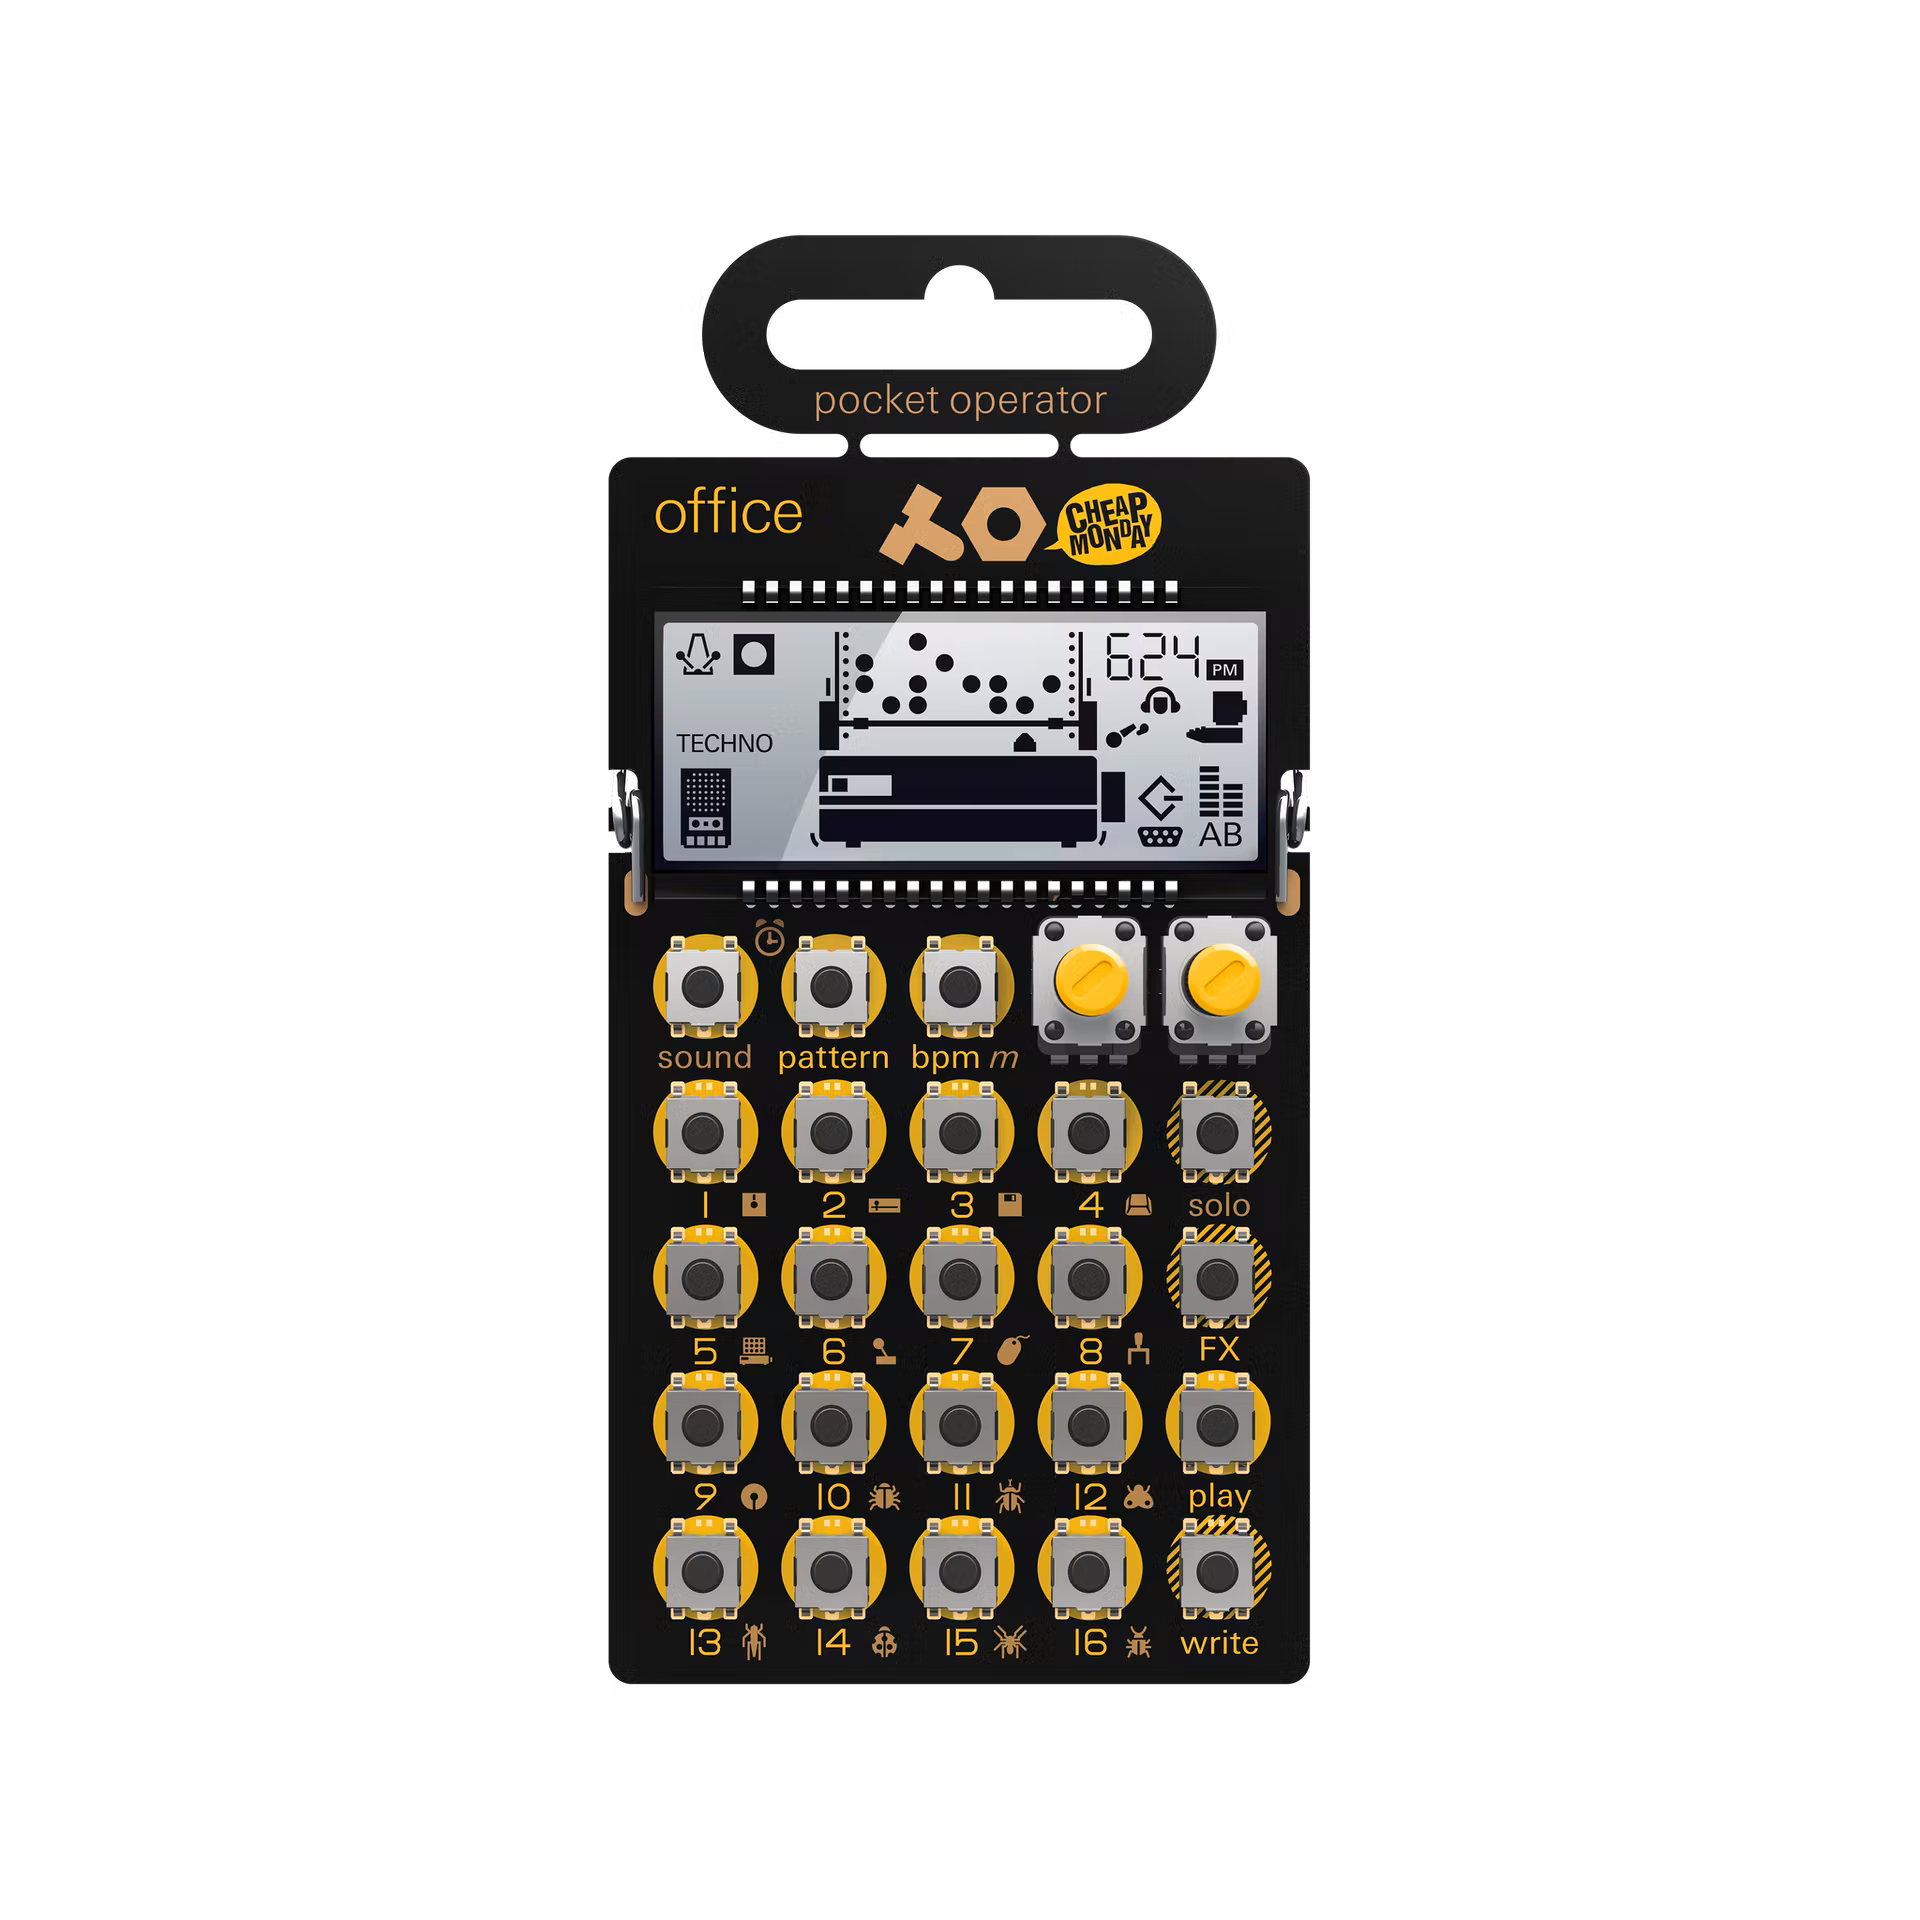 pocket operator
office
CHEAP
MONDAY
624 PM
TECHNO
AB
sound pattern bpm m
1 2 3 4 solo
5 6 7 8 FX
9 10 11 12 play
13 14 15 16 write